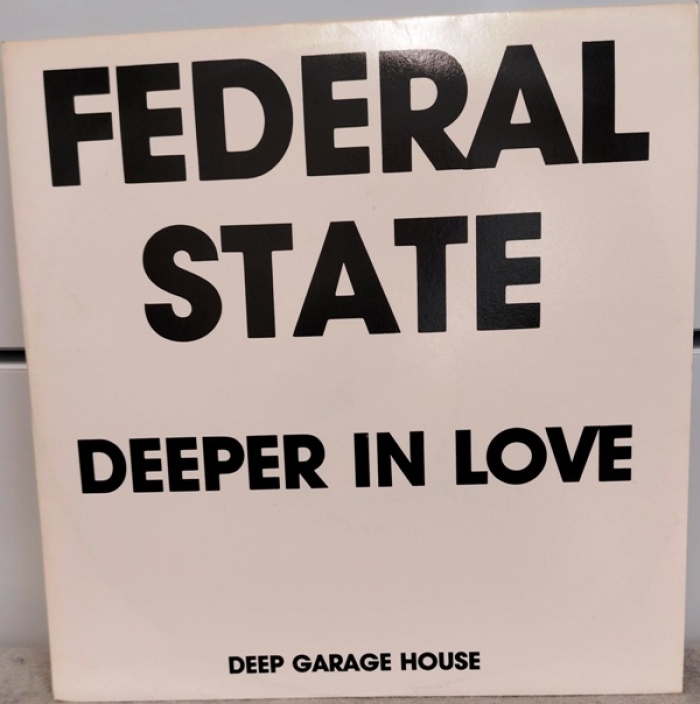 FEDERAL
STATE
DEEPER IN LOVE
DEEP GARAGE HOUSE